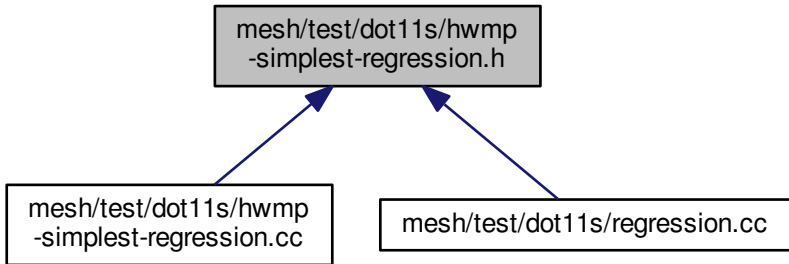 mesh/test/dot11s/hwmp
-simplest-regression.h
mesh/test/dot11s/hwmp
-simplest-regression.cc
mesh/test/dot11s/regression.cc